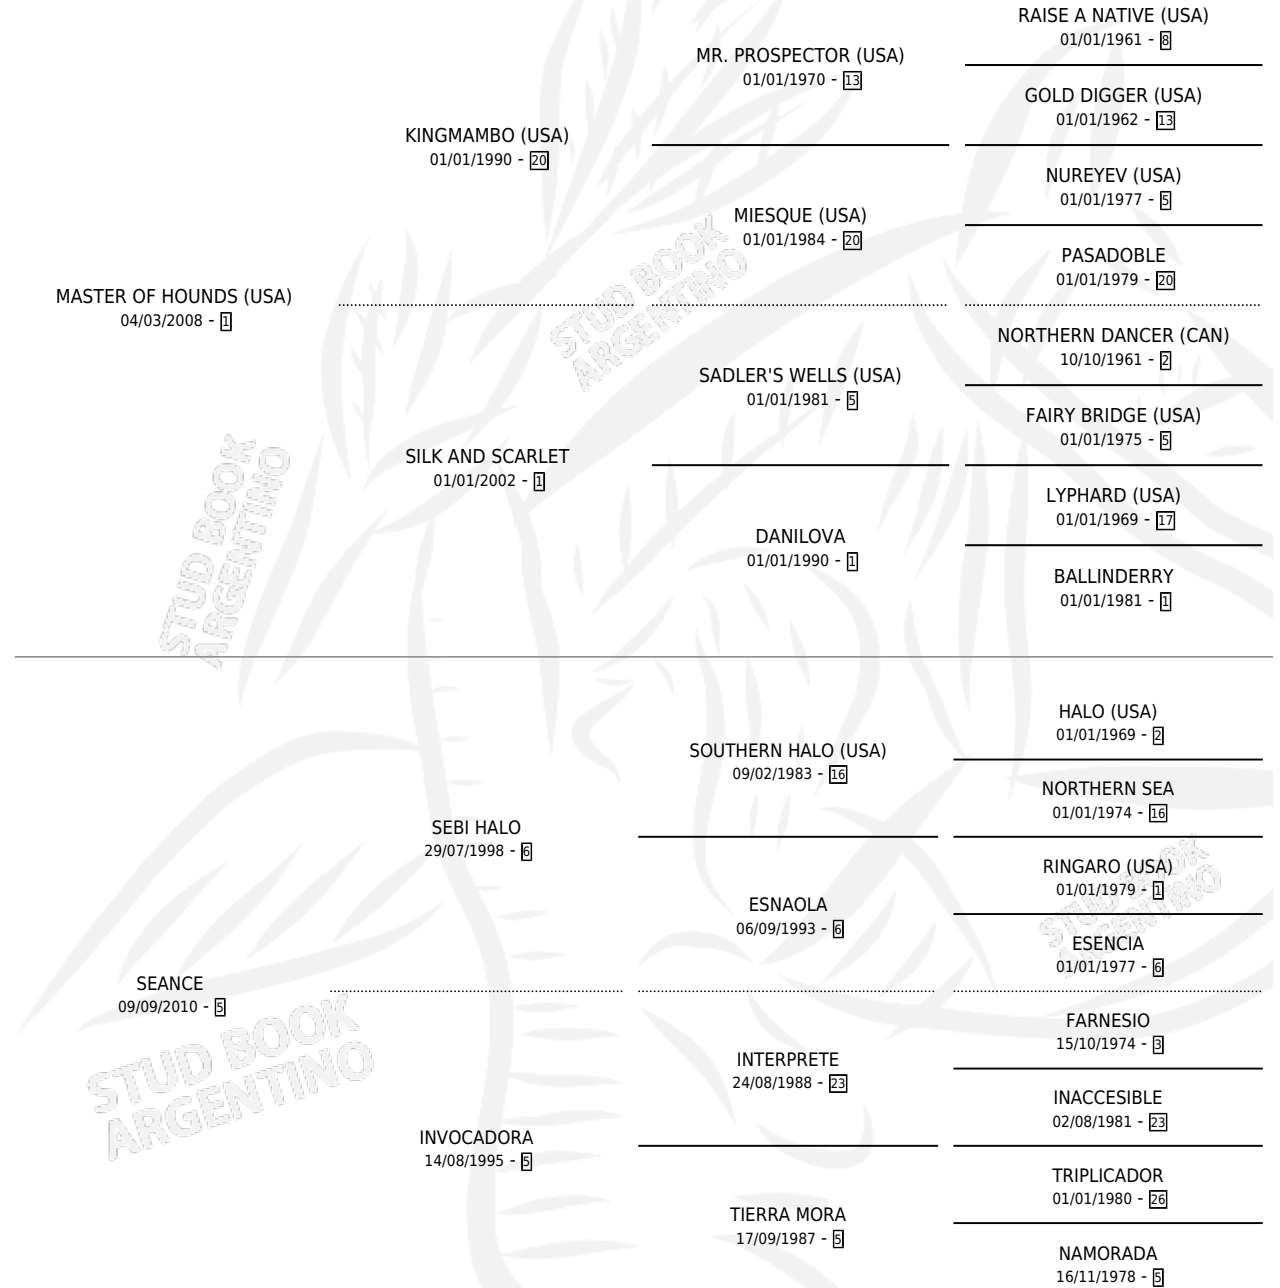 RAISE A NATIVE (USA)
01/01/1961 - 8
MR. PROSPECTOR (USA)
01/01/1970 - 13
GOLD DIGGER (USA)
01/01/1962 - 13
KINGMAMBO (USA)
01/01/1990 - 20
NUREYEV (USA)
01/01/1977 - 5
MIESQUE (USA)
01/01/1984 - 20
PASADOBLE
01/01/1979 - 20
MASTER OF HOUNDS (USA)
04/03/2008 - 1
NORTHERN DANCER (CAN)
10/10/1961 - 2
SADLER'S WELLS (USA)
01/01/1981 - 5
FAIRY BRIDGE (USA)
01/01/1975 - 5
SILK AND SCARLET
01/01/2002 - 1
LYPHARD (USA)
01/01/1969 - 17
DANILOVA
01/01/1990 - 1
BALLINDERRY
01/01/1981 - 1
HALO (USA)
01/01/1969 - 2
SOUTHERN HALO (USA)
09/02/1983 - 16
NORTHERN SEA
01/01/1974 - 16
SEBI HALO
29/07/1998 - 6
RINGARO (USA)
01/01/1979 - 1
ESNAOLA
06/09/1993 - 6
ESENCIA
01/01/1977 - 6
SEANCE
09/09/2010 - 5
FARNESIO
15/10/1974 - 3
INTERPRETE
24/08/1988 - 23
INACCESIBLE
02/08/1981 - 23
INVOCADORA
14/08/1995 - 5
TRIPLICADOR
01/01/1980 - 26
TIERRA MORA
17/09/1987 - 5
NAMORADA
16/11/1978 - 5
STUD BOOK
ARGENTINO
STUD BOOK
ARGENTINO
STUD BOOK
ARGENTINO
STUD BOOK
ARGENTINO